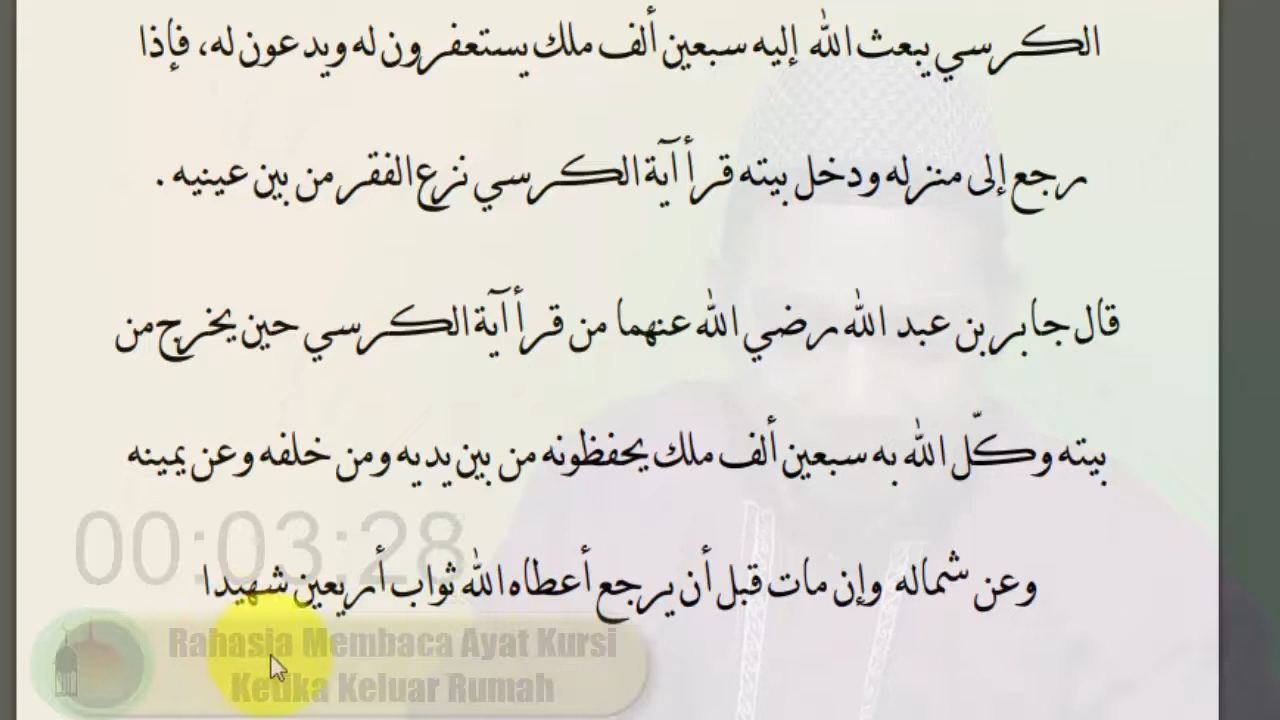 الكرسي يبعث الله إليه سبعين ألف ملك يستغفرون له ويدعون له، فإذا
رجع إلى منزله ودخل بيته قرأ آية الكرسي نزع الفقر من بين عينيه .
قال جابر بن عبد الله رضي الله عنهما من قرأ آية الكرسي حين يخرج من
بيته وكّل الله به سبعين ألف ملك يحفظونه من بين يديه ومن خلفه وعن يمينه
وعن شماله وإن مات قبل أن يرجع أعطاه الله ثواب أربعين شهيدا
00:03:28
Rahasia Membaca Ayat Kursi
Ketika Keluar Rumah